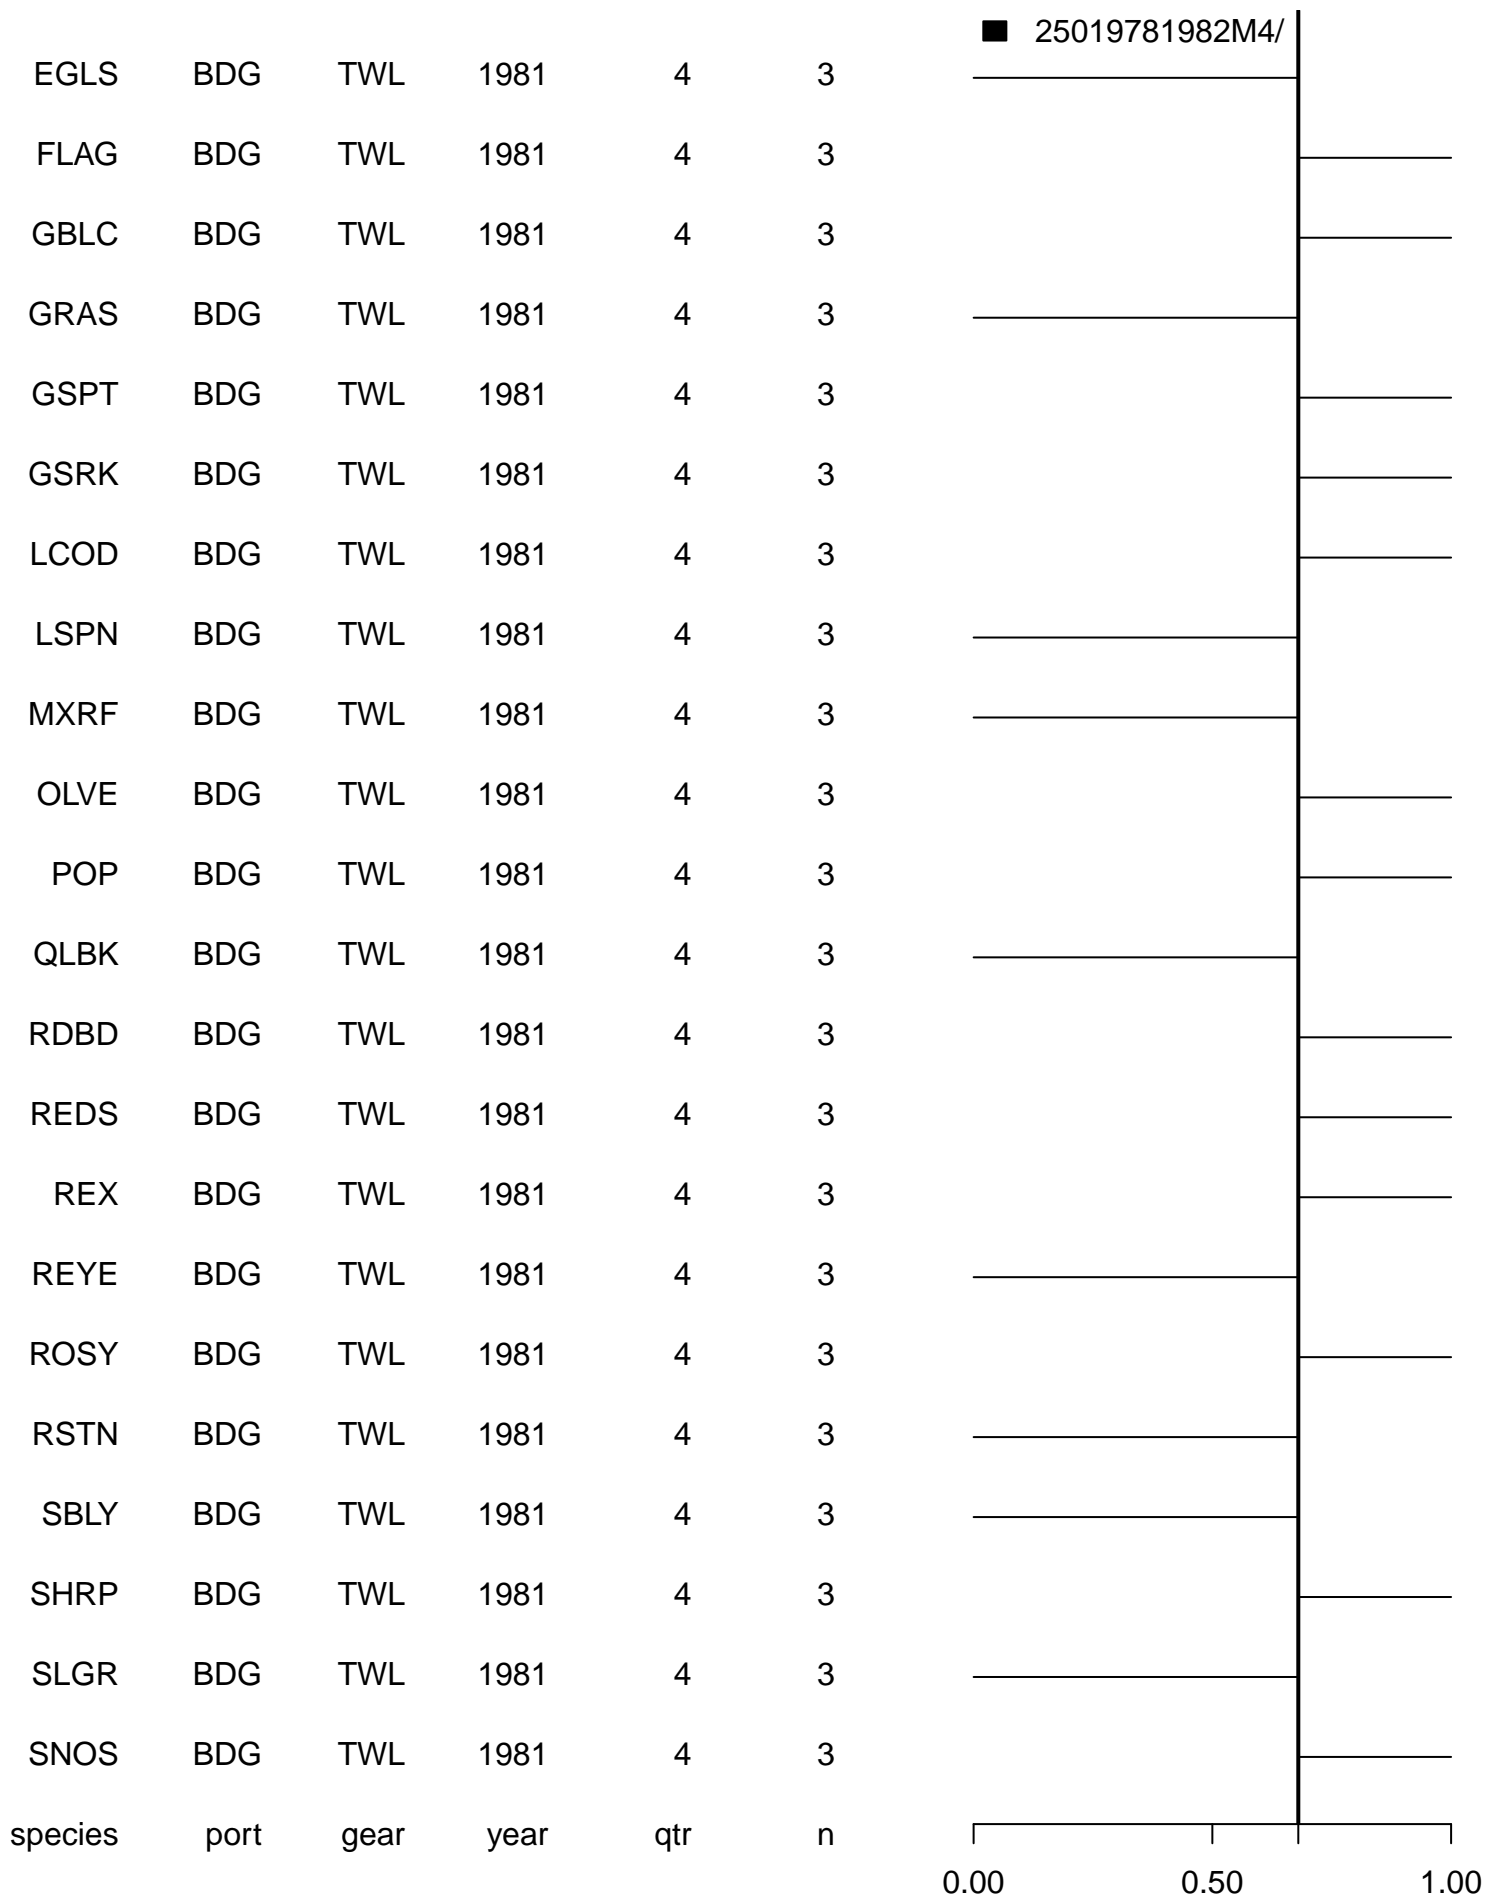 25019781982M4/
EGLS BDG TWL 1981 4 3
FLAG BDG TWL 1981 4 3
GBLC BDG TWL 1981 4 3
GRAS BDG TWL 1981 4 3
GSPT BDG TWL 1981 4 3
GSRK BDG TWL 1981 4 3
LCOD BDG TWL 1981 4 3
LSPN BDG TWL 1981 4 3
MXRF BDG TWL 1981 4 3
OLVE BDG TWL 1981 4 3
POP BDG TWL 1981 4 3
QLBK BDG TWL 1981 4 3
RDBD BDG TWL 1981 4 3
REDS BDG TWL 1981 4 3
REX BDG TWL 1981 4 3
REYE BDG TWL 1981 4 3
ROSY BDG TWL 1981 4 3
RSTN BDG TWL 1981 4 3
SBLY BDG TWL 1981 4 3
SHRP BDG TWL 1981 4 3
SLGR BDG TWL 1981 4 3
SNOS BDG TWL 1981 4 3
species port gear year qtr n
0.00 0.50 1.00